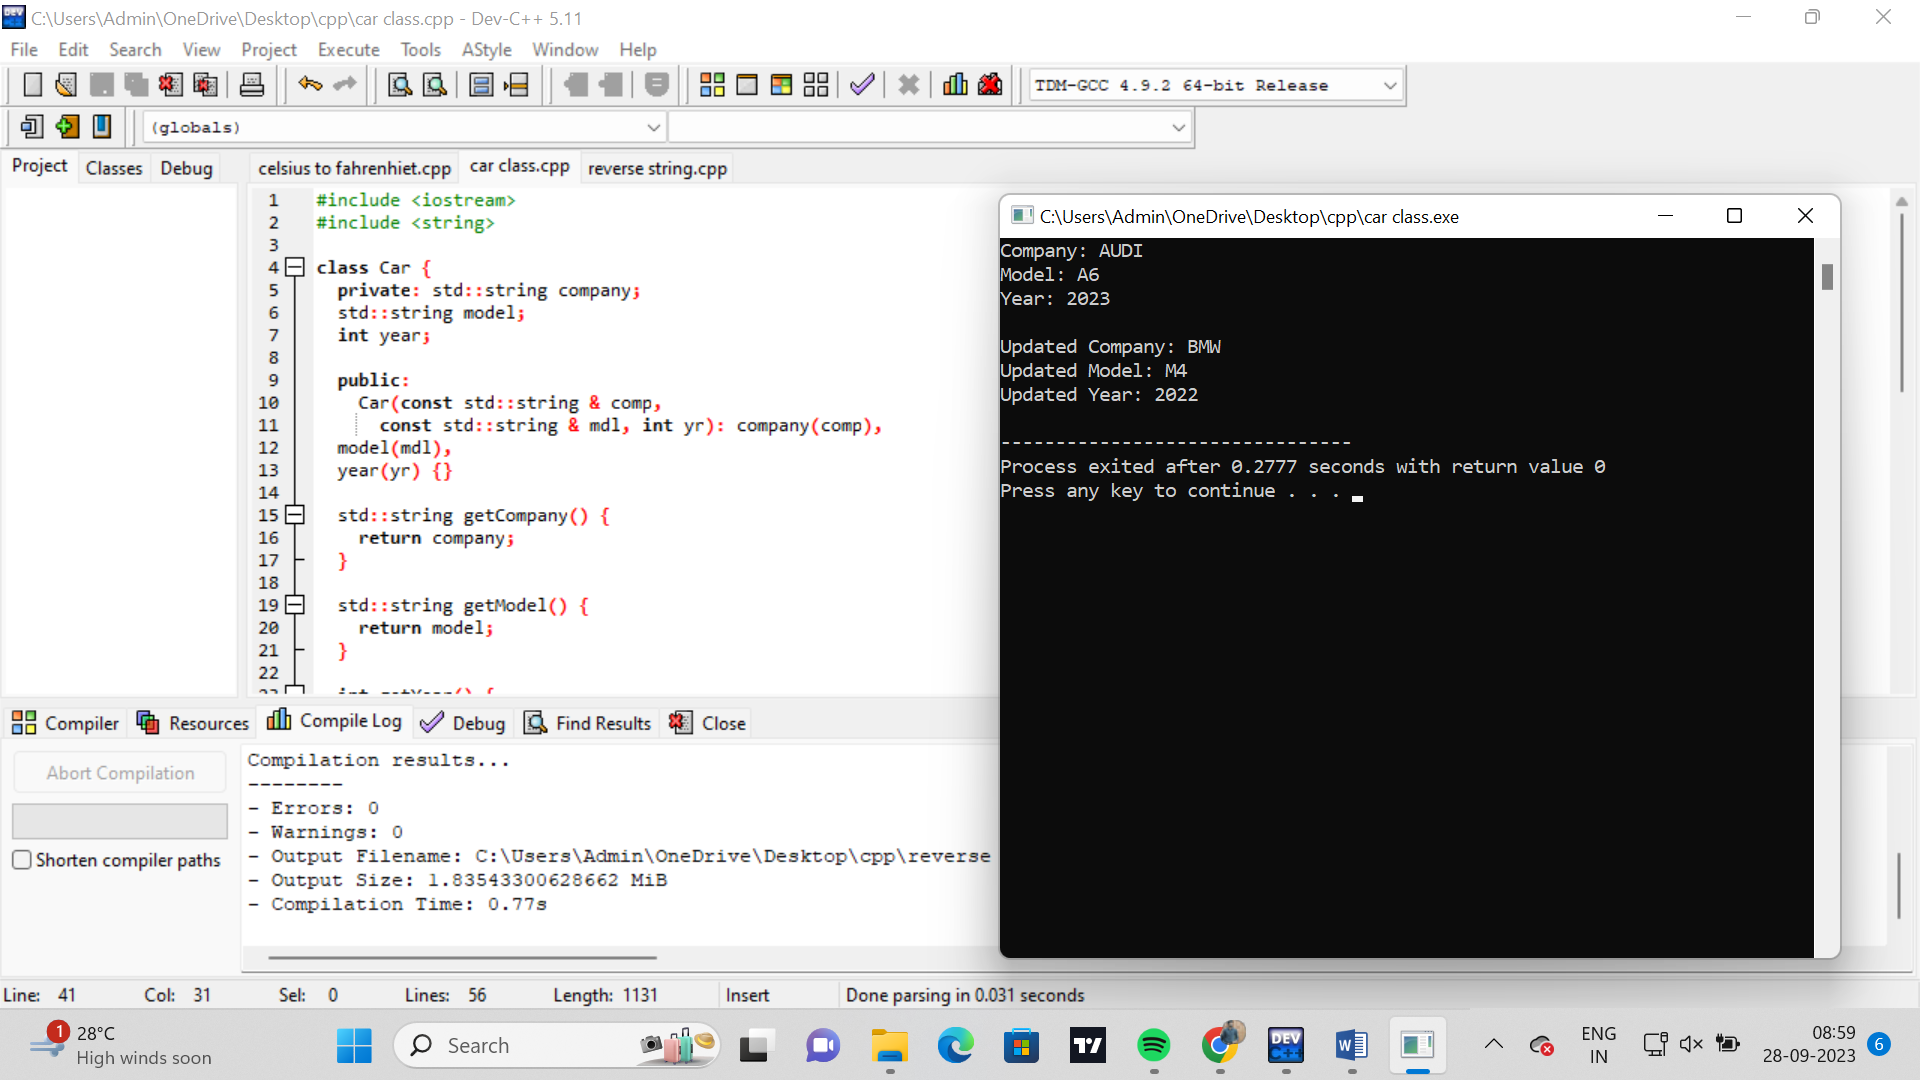 C:\Users\Admin\OneDrive\Desktop\cpp\car class.cpp - Dev-C++ 5.11
File Edit Search View Project Execute Tools AStyle Window Help
TDM-GCC 4.9.2 64-bit Release
(globals)
Project Classes Debug
celsius to fahrenhiet.cpp car class.cpp reverse string.cpp
1 #include <iostream>
2 #include <string>
3
4 class Car {
5 private: std::string company;
6 std::string model;
7 int year;
8
9 public:
10 Car(const std::string & comp,
11 const std::string & mdl, int yr): company(comp),
12 model(mdl),
13 year(yr) {}
14
15 std::string getCompany() {
16 return company;
17 }
18
19 std::string getModel() {
20 return model;
21 }
22
23 int getYear() {
C:\Users\Admin\OneDrive\Desktop\cpp\car class.exe
Company: AUDI
Model: A6
Year: 2023
Updated Company: BMW
Updated Model: M4
Updated Year: 2022
--------------------------------
Process exited after 0.2777 seconds with return value 0
Press any key to continue . . .
Compiler Resources Compile Log Debug Find Results Close
Abort Compilation
Shorten compiler paths
Compilation results...
--------
- Errors: 0
- Warnings: 0
- Output Filename: C:\Users\Admin\OneDrive\Desktop\cpp\reverse
- Output Size: 1.83543300628662 MiB
- Compilation Time: 0.77s
Line: 41 Col: 31 Sel: 0 Lines: 56 Length: 1131 Insert Done parsing in 0.031 seconds
1
28°C
High winds soon
Search
DEV C++
W
ENG
IN
08:59
28-09-2023
6